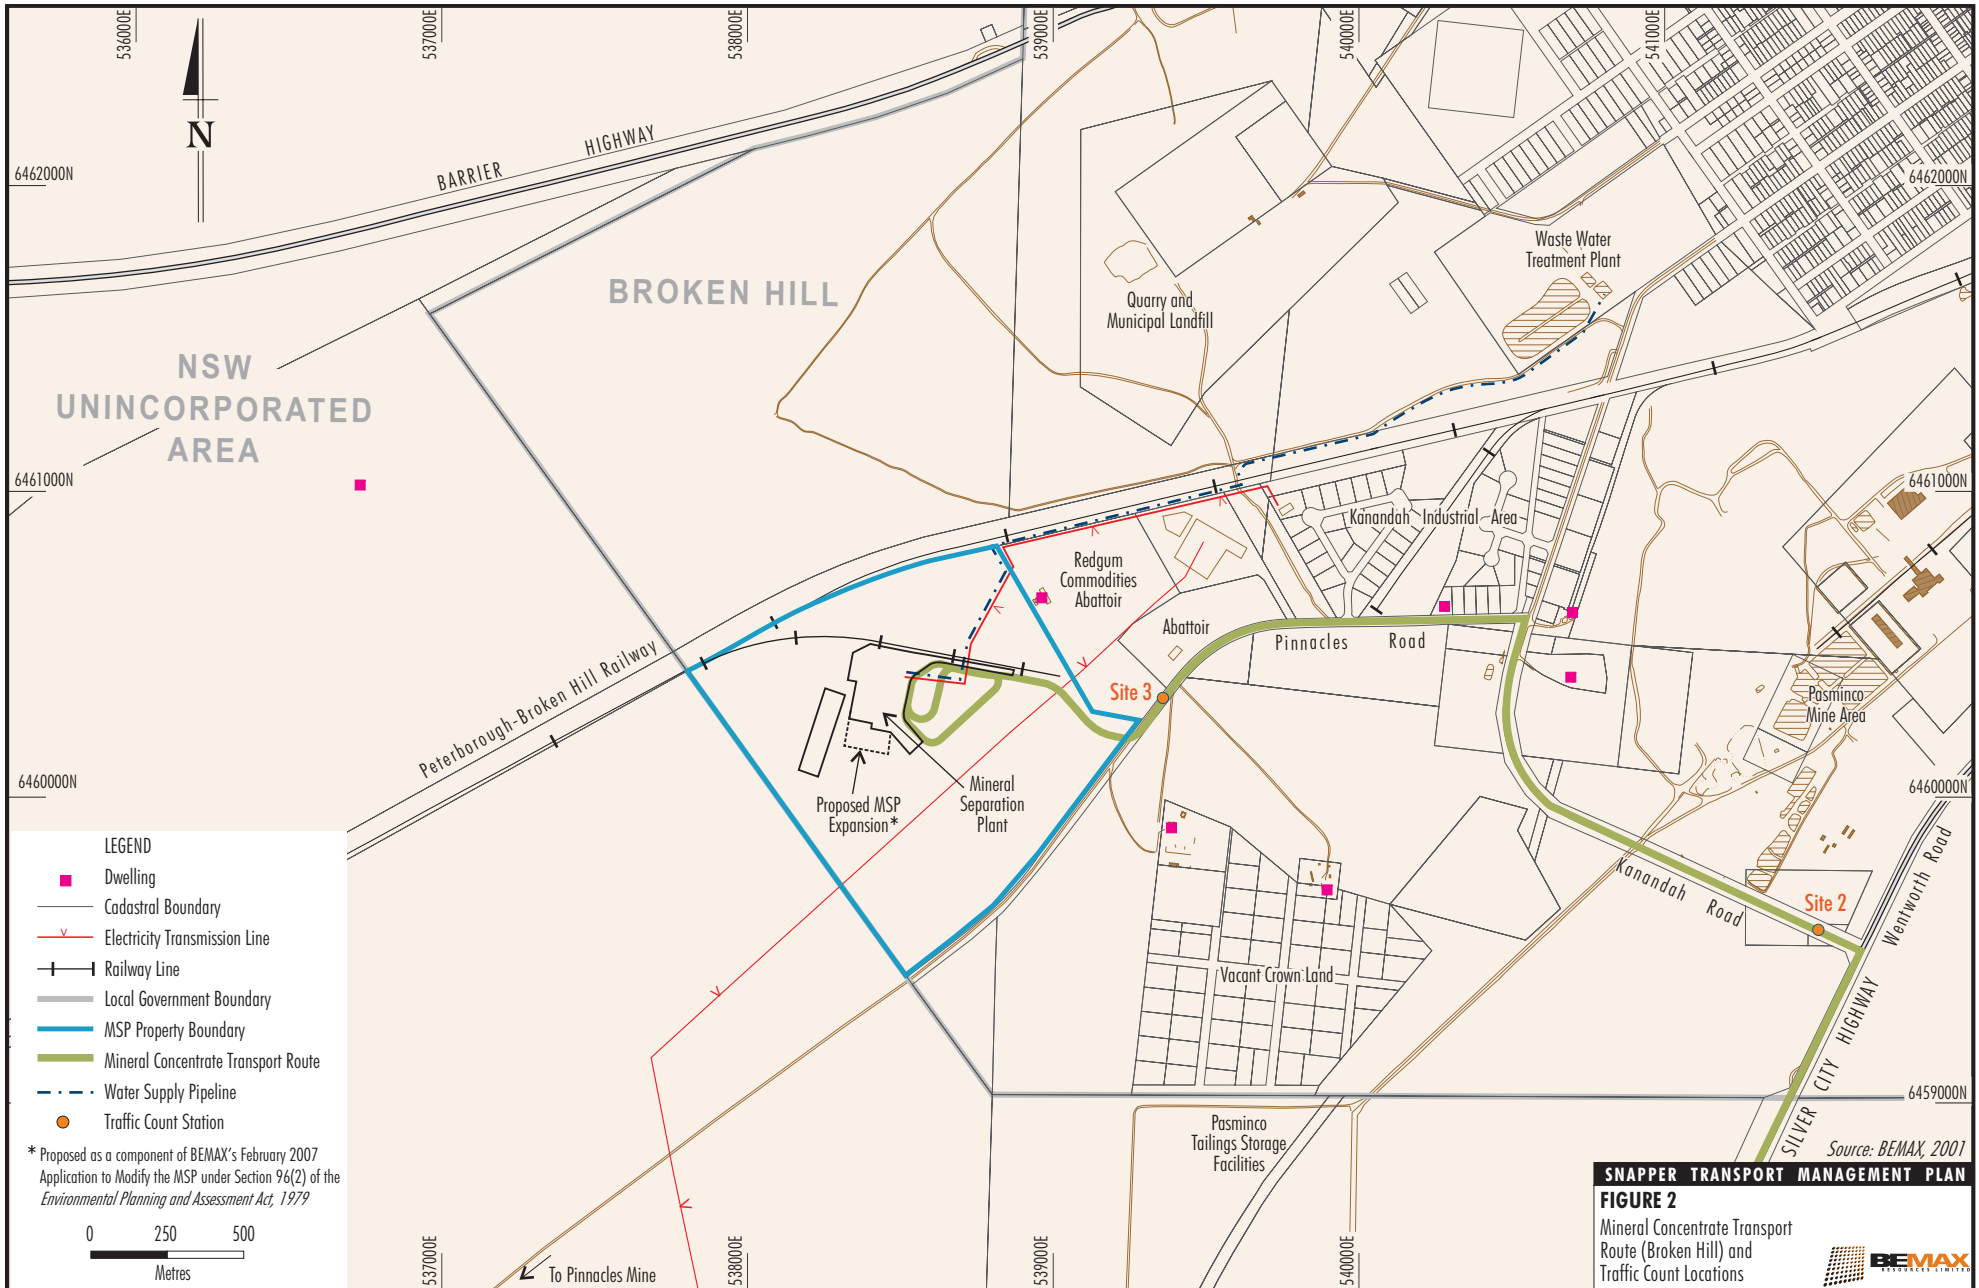 536000E
537000E
538000E
539000E
540000E
541000E
N
BARRIER HIGHWAY
6462000N
6462000N
BROKEN HILL
NSW
UNINCORPORATED
AREA
Waste Water
Treatment Plant
Quarry and
Municipal Landfill
6461000N
6461000N
Kanandah Industrial Area
Redgum
Commodities
Abattoir
Abattoir
Pinnacles Road
Peterborough-Broken Hill Railway
Site 3
Pasminco
Mine Area
6460000N
6460000N
Proposed MSP
Expansion*
Mineral
Separation
Plant
Kanandah Road
Site 2
Wentworth Road
SILVER CITY HIGHWAY
Vacant Crown Land
6459000N
Pasminco
Tailings Storage
Facilities
LEGEND
Dwelling
Cadastral Boundary
Electricity Transmission Line
Railway Line
Local Government Boundary
MSP Property Boundary
Mineral Concentrate Transport Route
Water Supply Pipeline
Traffic Count Station
* Proposed as a component of BEMAX's February 2007
Application to Modify the MSP under Section 96(2) of the
Environmental Planning and Assessment Act, 1979
0 250 500
Metres
To Pinnacles Mine
537000E
538000E
539000E
540000E
Source: BEMAX, 2001
SNAPPER TRANSPORT MANAGEMENT PLAN
FIGURE 2
Mineral Concentrate Transport
Route (Broken Hill) and
Traffic Count Locations
BEMAX
RESOURCES LIMITED